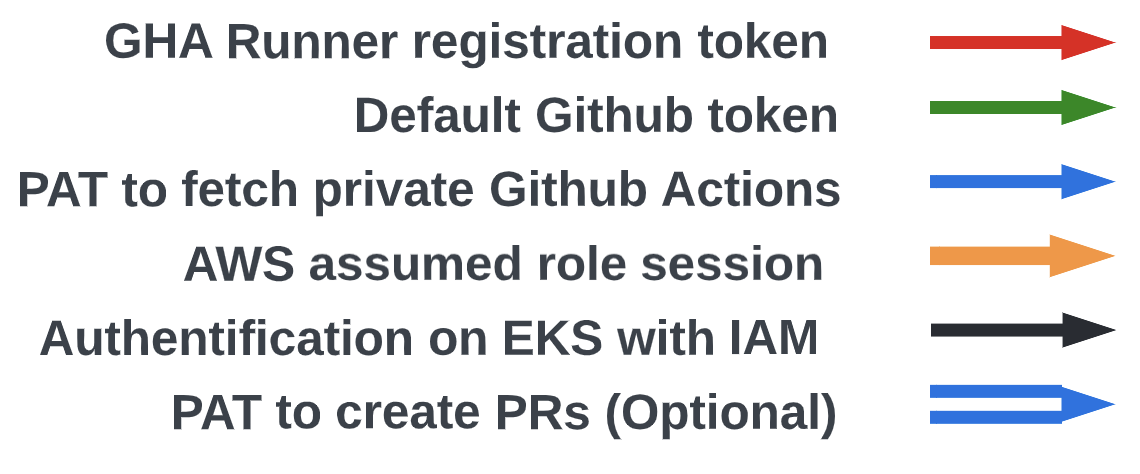 GHA Runner registration token
Default Github token
PAT to fetch private Github Actions
AWS assumed role session
Authentification on EKS with IAM
PAT to create PRs (Optional)